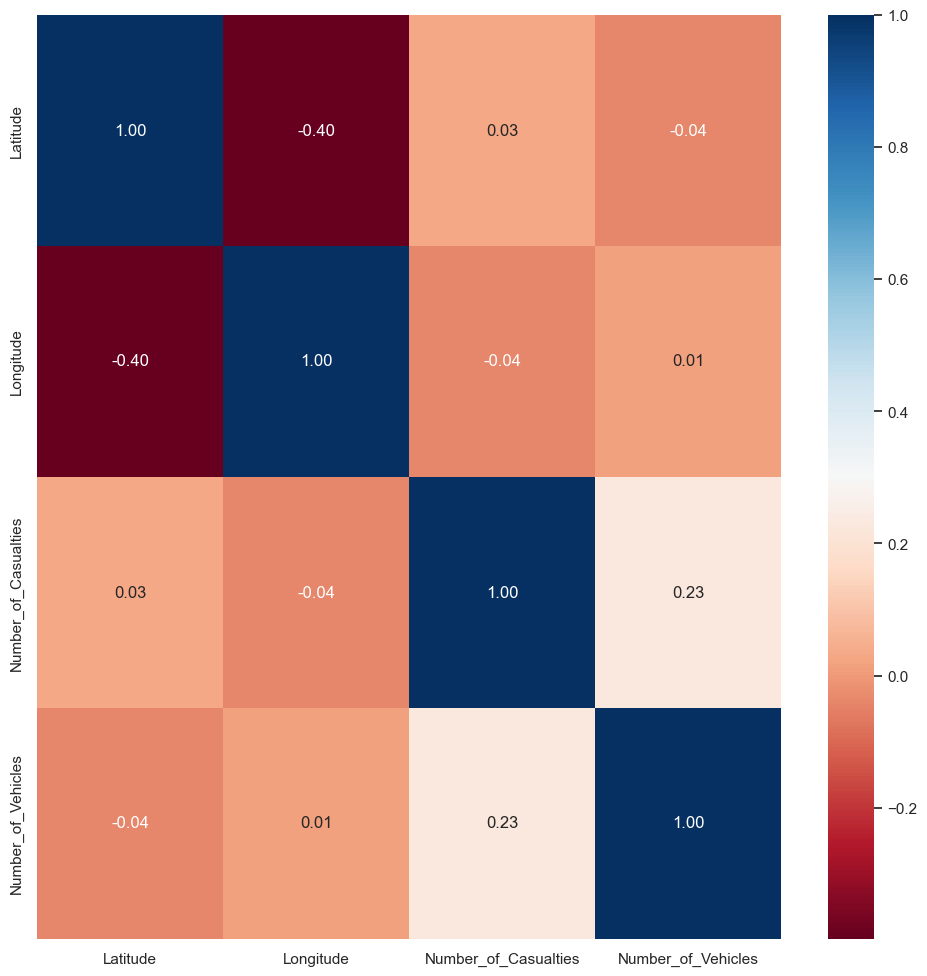 Latitude
1.00
-0.40
0.03
-0.04
Longitude
-0.40
1.00
-0.04
0.01
Number_of_Casualties
0.03
-0.04
1.00
0.23
Number_of_Vehicles
-0.04
0.01
0.23
1.00
Latitude
Longitude
Number_of_Casualties
Number_of_Vehicles
1.0
0.8
0.6
0.4
0.2
0.0
−0.2